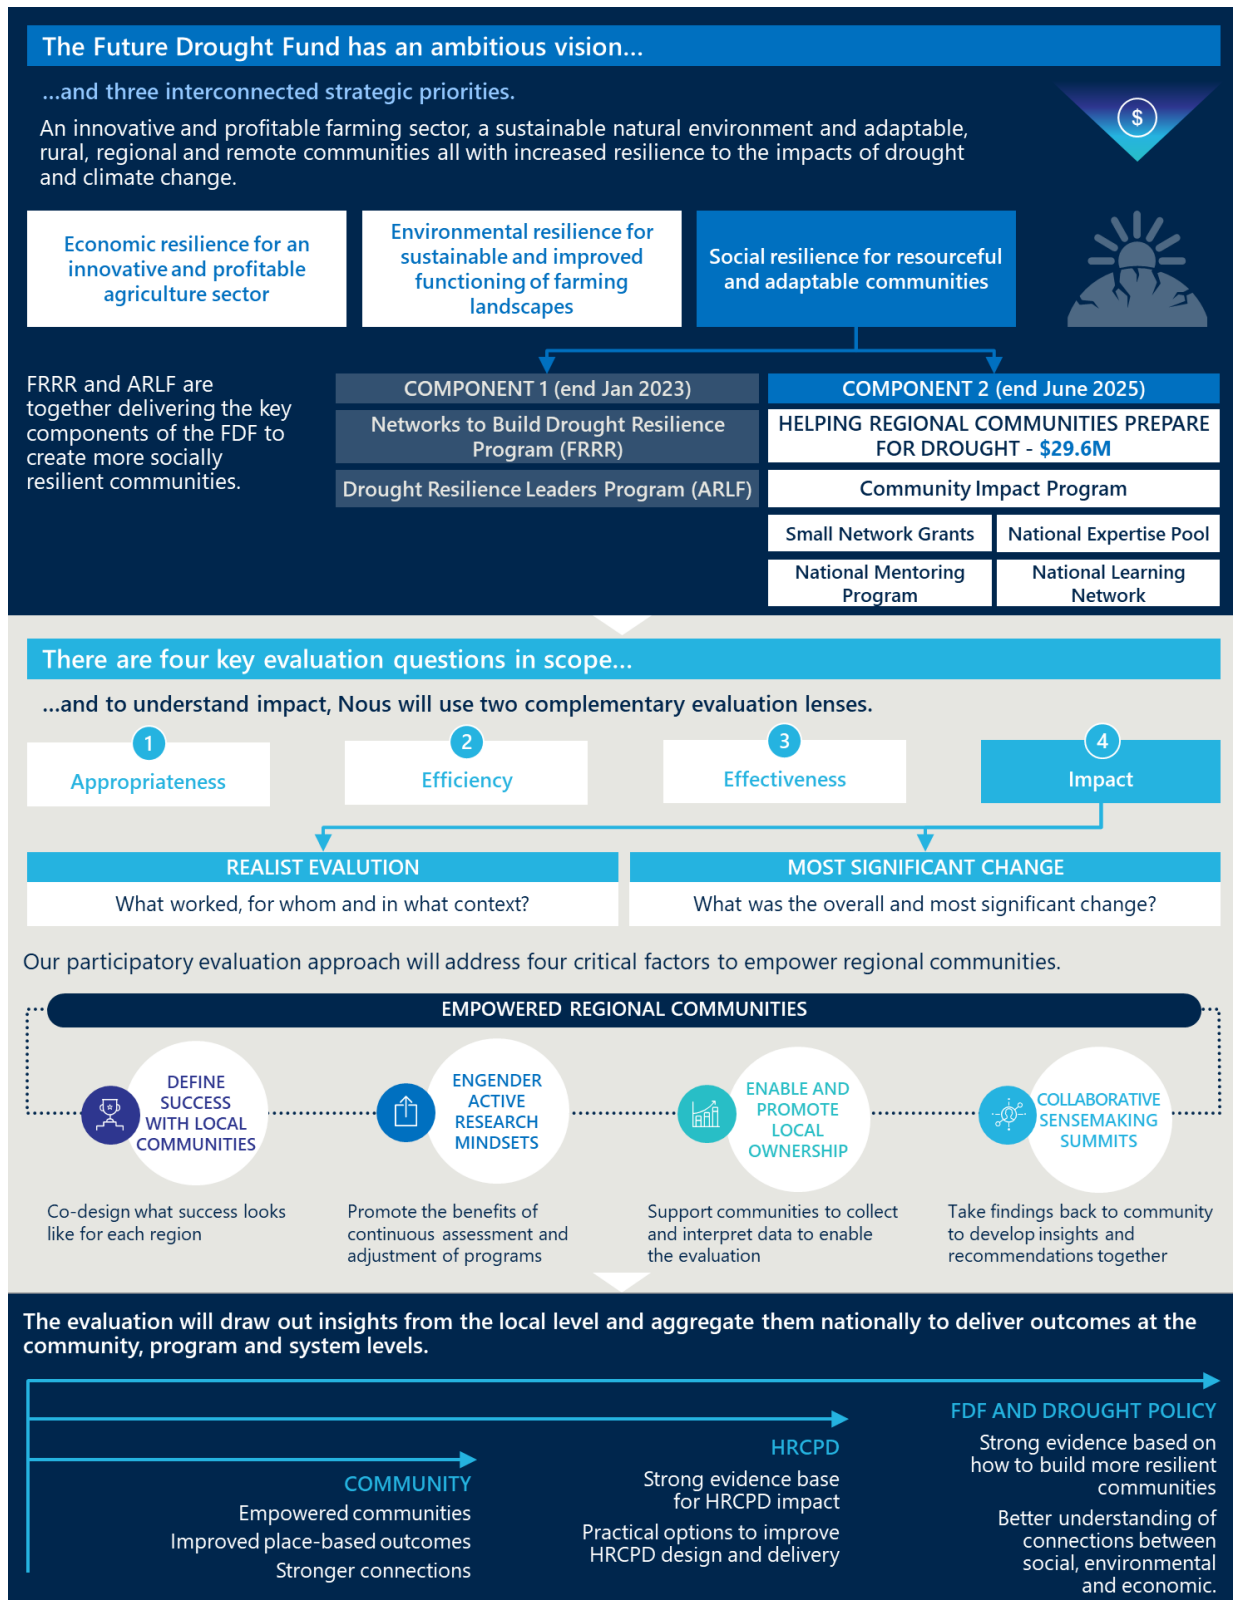 The Future Drought Fund has an ambitious vision...
...and three interconnected strategic priorities.
An innovative and profitable farming sector, a sustainable natural environment and adaptable,
rural, regional and remote communities all with increased resilience to the impacts of drought
and climate change.
$
Economic resilience for an
innovative and profitable
agriculture sector
Environmental resilience for
sustainable and improved
functioning of farming
landscapes
Social resilience for resourceful
and adaptable communities
FRRR and ARLF are
together delivering the key
components of the FDF to
create more socially
resilient communities.
COMPONENT 1 (end Jan 2023)
Networks to Build Drought Resilience
Program (FRRR)
Drought Resilience Leaders Program (ARLF)
COMPONENT 2 (end June 2025)
HELPING REGIONAL COMMUNITIES PREPARE
FOR DROUGHT - $29.6M
Community Impact Program
Small Network Grants
National Expertise Pool
National Mentoring
Program
National Learning
Network
There are four key evaluation questions in scope...
...and to understand impact, Nous will use two complementary evaluation lenses.
1
Appropriateness
2
Efficiency
3
Effectiveness
4
Impact
REALIST EVALUTION
What worked, for whom and in what context?
MOST SIGNIFICANT CHANGE
What was the overall and most significant change?
Our participatory evaluation approach will address four critical factors to empower regional communities.
EMPOWERED REGIONAL COMMUNITIES
DEFINE
SUCCESS
WITH LOCAL
COMMUNITIES
ENGENDER
ACTIVE
RESEARCH
MINDSETS
ENABLE AND
PROMOTE
LOCAL
OWNERSHIP
COLLABORATIVE
SENSEMAKING
SUMMITS
Co-design what success looks
like for each region
Promote the benefits of
continuous assessment and
adjustment of programs
Support communities to collect
and interpret data to enable
the evaluation
Take findings back to community
to develop insights and
recommendations together
The evaluation will draw out insights from the local level and aggregate them nationally to deliver outcomes at the
community, program and system levels.
COMMUNITY
Empowered communities
Improved place-based outcomes
Stronger connections
HRCPD
Strong evidence base
for HRCPD impact
Practical options to improve
HRCPD design and delivery
FDF AND DROUGHT POLICY
Strong evidence based on
how to build more resilient
communities
Better understanding of
connections between
social, environmental
and economic.